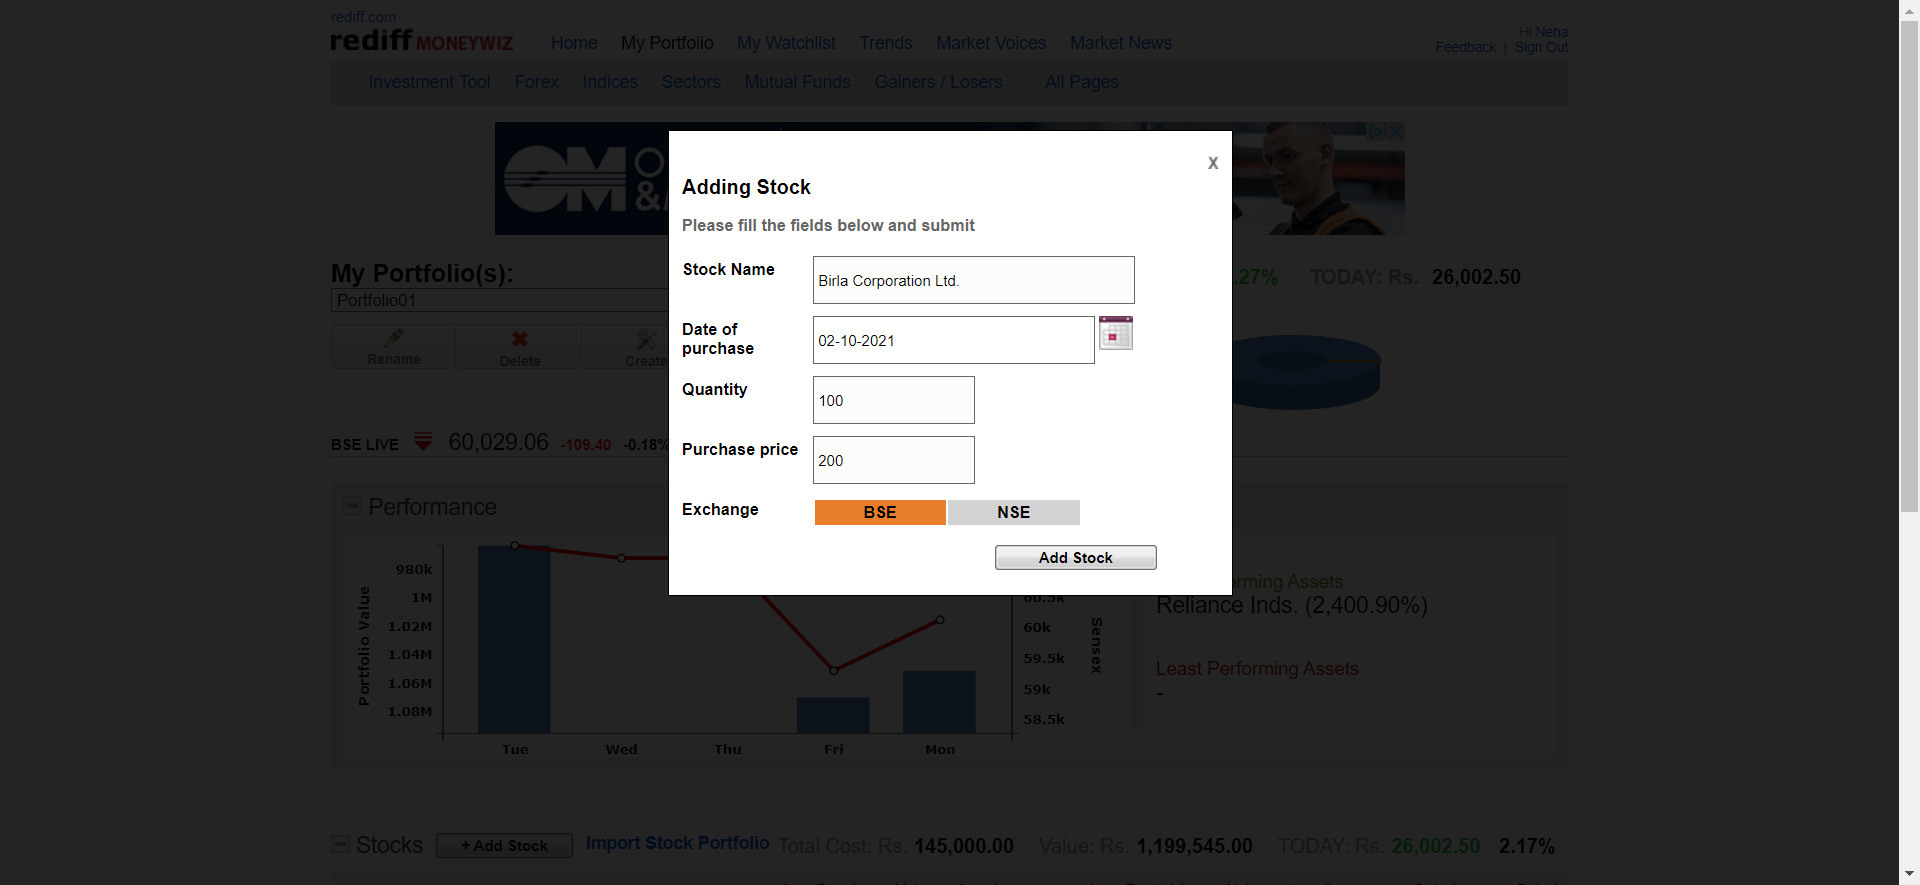 rediff.com
rediff MONEYWIZ
Home My Portfolio My Watchlist Trends Market Voices Market News
Hi Neha
Feedback | Sign Out
Investment Tool Forex Indices Sectors Mutual Funds Gainers / Losers All Pages
OM O
&
x
Adding Stock
Please fill the fields below and submit
Stock Name Birla Corporation Ltd.
Date of purchase 02-10-2021
Quantity 100
Purchase price 200
Exchange BSE NSE
Add Stock
My Portfolio(s):
.27% TODAY: Rs. 26,002.50
Portfolio01
Rename Delete Create
BSE LIVE 60,029.06 -109.40 -0.18%
Performance
Portfolio Value
980k
1M
1.02M
1.04M
1.06M
1.08M
Tue Wed Thu Fri Mon
60.5k
60k
59.5k
59k
58.5k
Sensex
rming Assets
Reliance Inds. (2,400.90%)
Least Performing Assets
-
Stocks + Add Stock Import Stock Portfolio Total Cost: Rs. 145,000.00 Value: Rs. 1,199,545.00 TODAY: Rs. 26,002.50 2.17%